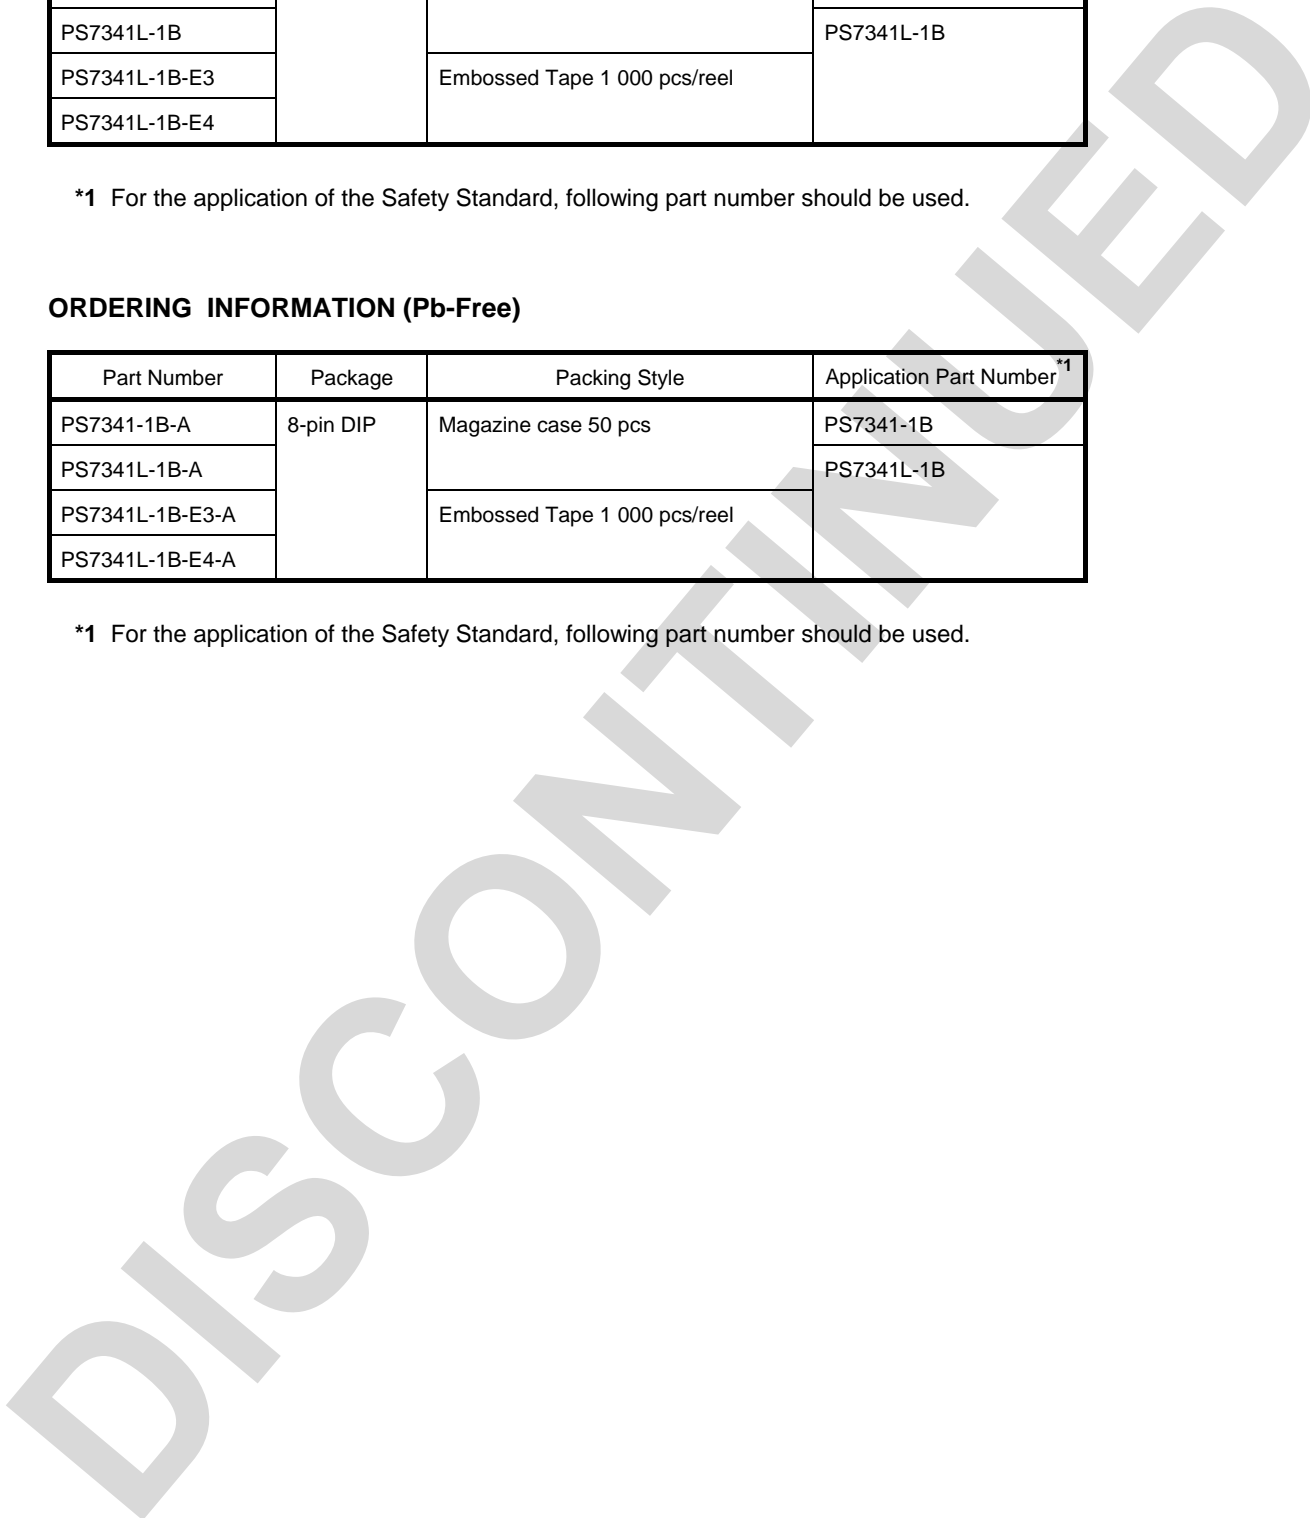 PS7341L-1B PS7341L-1B
PS7341L-1B-E3 Embossed Tape 1 000 pcs/reel
PS7341L-1B-E4
*1 For the application of the Safety Standard, following part number should be used.
ORDERING INFORMATION (Pb-Free)
Part Number Package Packing Style Application Part Number*1
PS7341-1B-A 8-pin DIP Magazine case 50 pcs PS7341-1B
PS7341L-1B-A PS7341L-1B
PS7341L-1B-E3-A Embossed Tape 1 000 pcs/reel
PS7341L-1B-E4-A
*1 For the application of the Safety Standard, following part number should be used.
DISCONTINUED